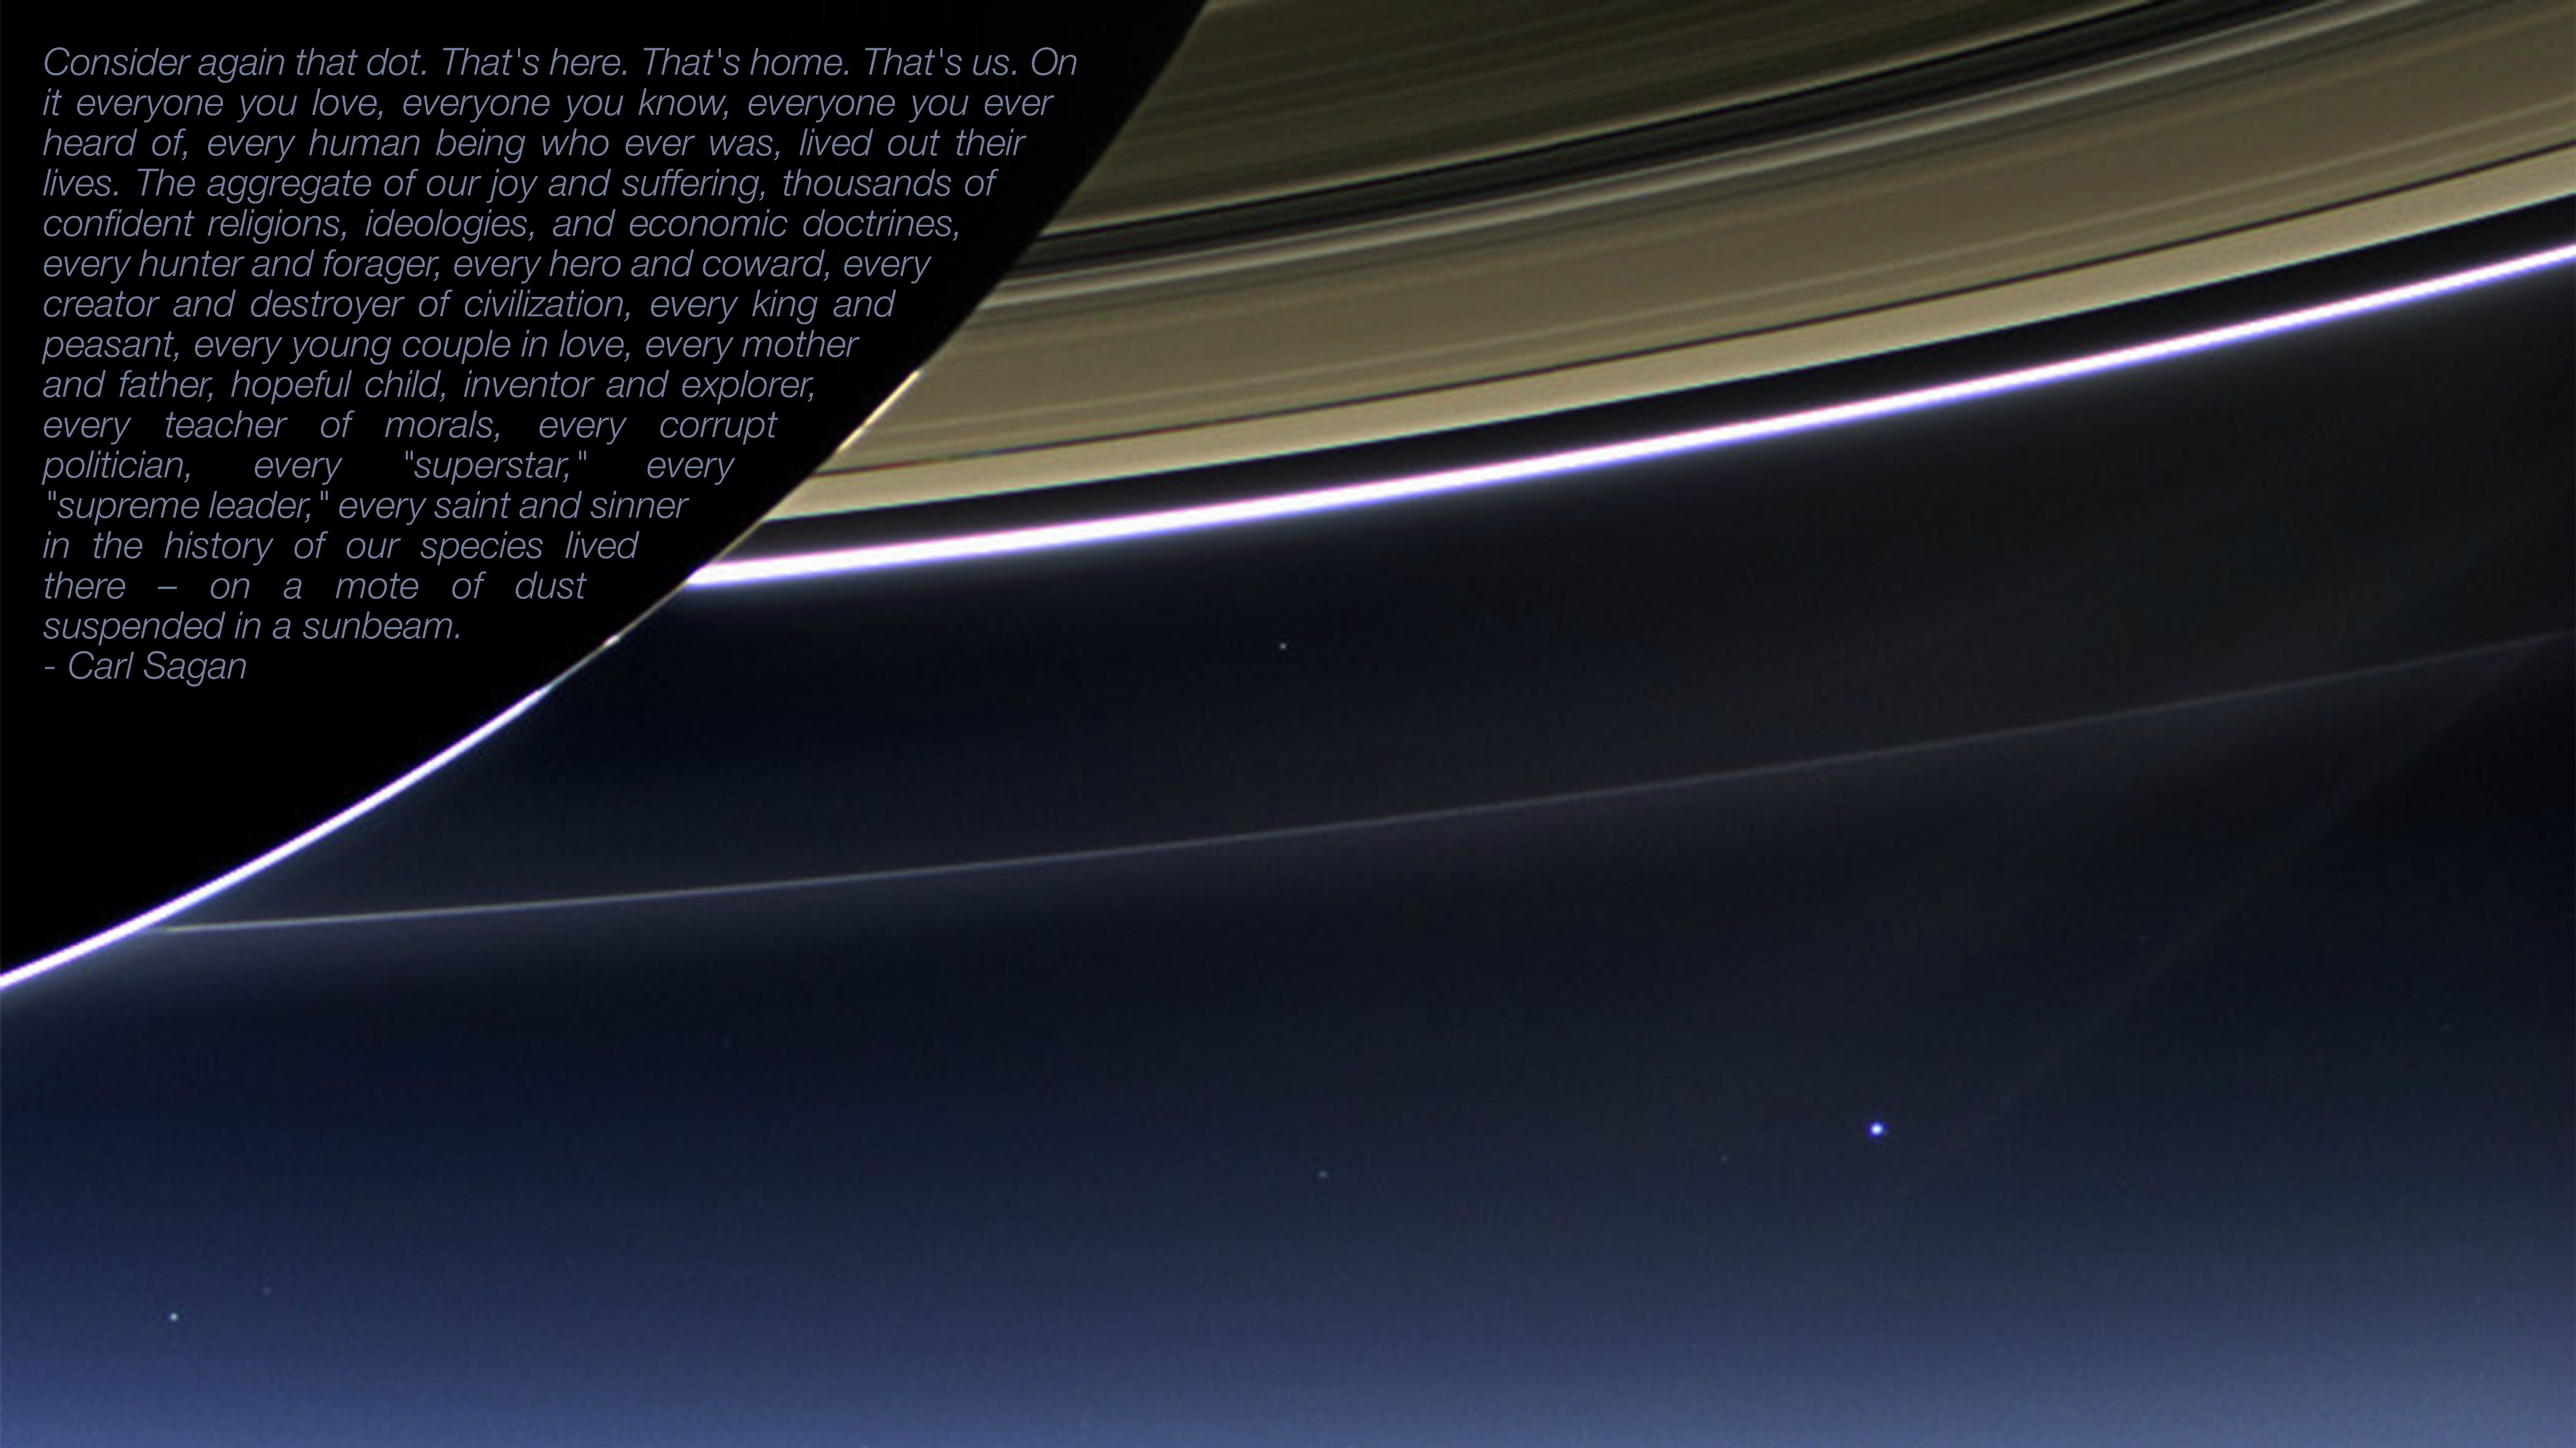 Consider again that dot. That's here. That's home. That's us. On
it everyone you love, everyone you know, everyone you ever
heard of, every human being who ever was, lived out their
lives. The aggregate of our joy and suffering, thousands of
confident religions, ideologies, and economic doctrines,
every hunter and forager, every hero and coward, every
creator and destroyer of civilization, every king and
peasant, every young couple in love, every mother
and father, hopeful child, inventor and explorer,
every teacher of morals, every corrupt
politician, every "superstar," every
"supreme leader," every saint and sinner
in the history of our species lived
there – on a mote of dust
suspended in a sunbeam.
- Carl Sagan